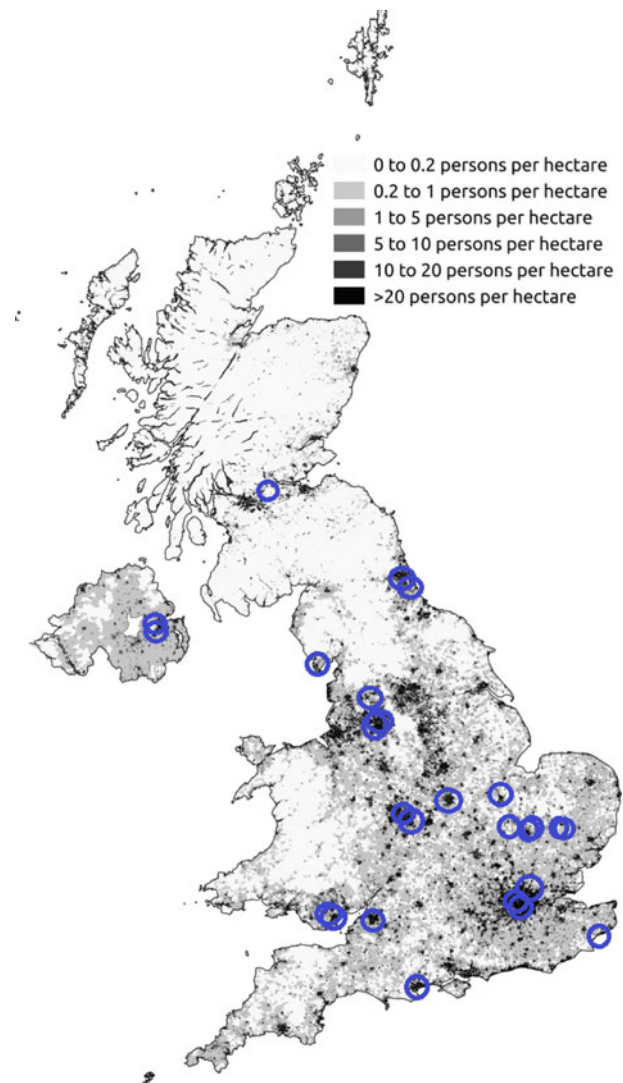 0 to 0.2 persons per hectare
0.2 to 1 persons per hectare
1 to 5 persons per hectare
5 to 10 persons per hectare
10 to 20 persons per hectare
>20 persons per hectare